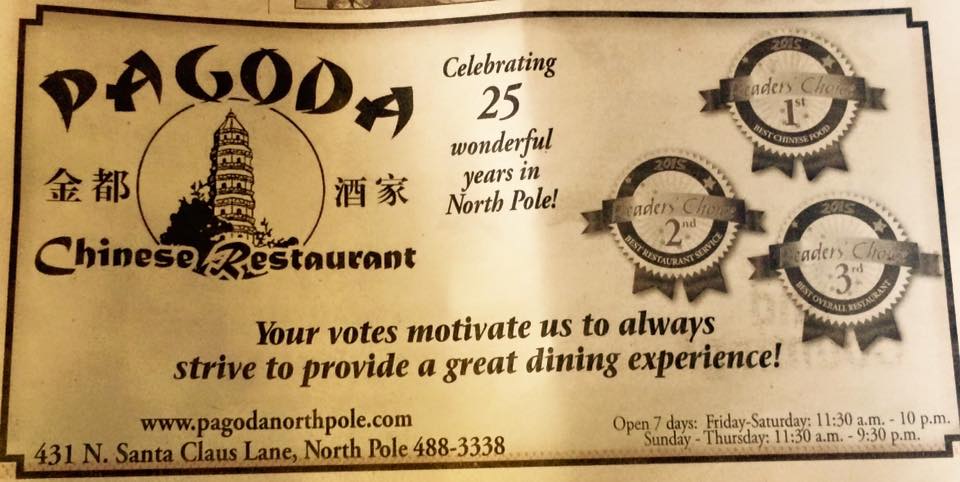 PAGODA
金都 酒家
Chinese Restaurant
Celebrating
25
wonderful
years in
North Pole!
2015
Readers' Choice
1st
BEST CHINESE FOOD
2015
Readers' Choice
2nd
BEST RESTAURANT SERVICE
2015
Readers' Choice
3rd
BEST OVERALL RESTAURANT
Your votes motivate us to always
strive to provide a great dining experience!
www.pagodanorthpole.com
431 N. Santa Claus Lane, North Pole 488-3338
Open 7 days: Friday-Saturday: 11:30 a.m. - 10 p.m.
Sunday - Thursday: 11:30 a.m. - 9:30 p.m.